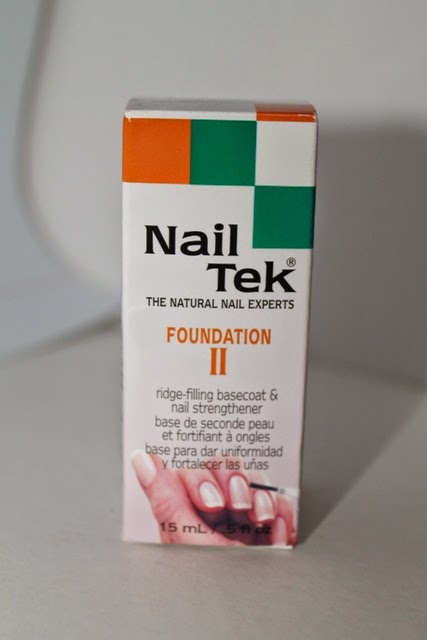 Nail
Tek®
THE NATURAL NAIL EXPERTS
FOUNDATION
II
ridge-filling basecoat &
nail strengthener
base de seconde peau
et fortifiant à ongles
base para dar uniformidad
y fortalecer las uñas
15 mL / .5 fl oz